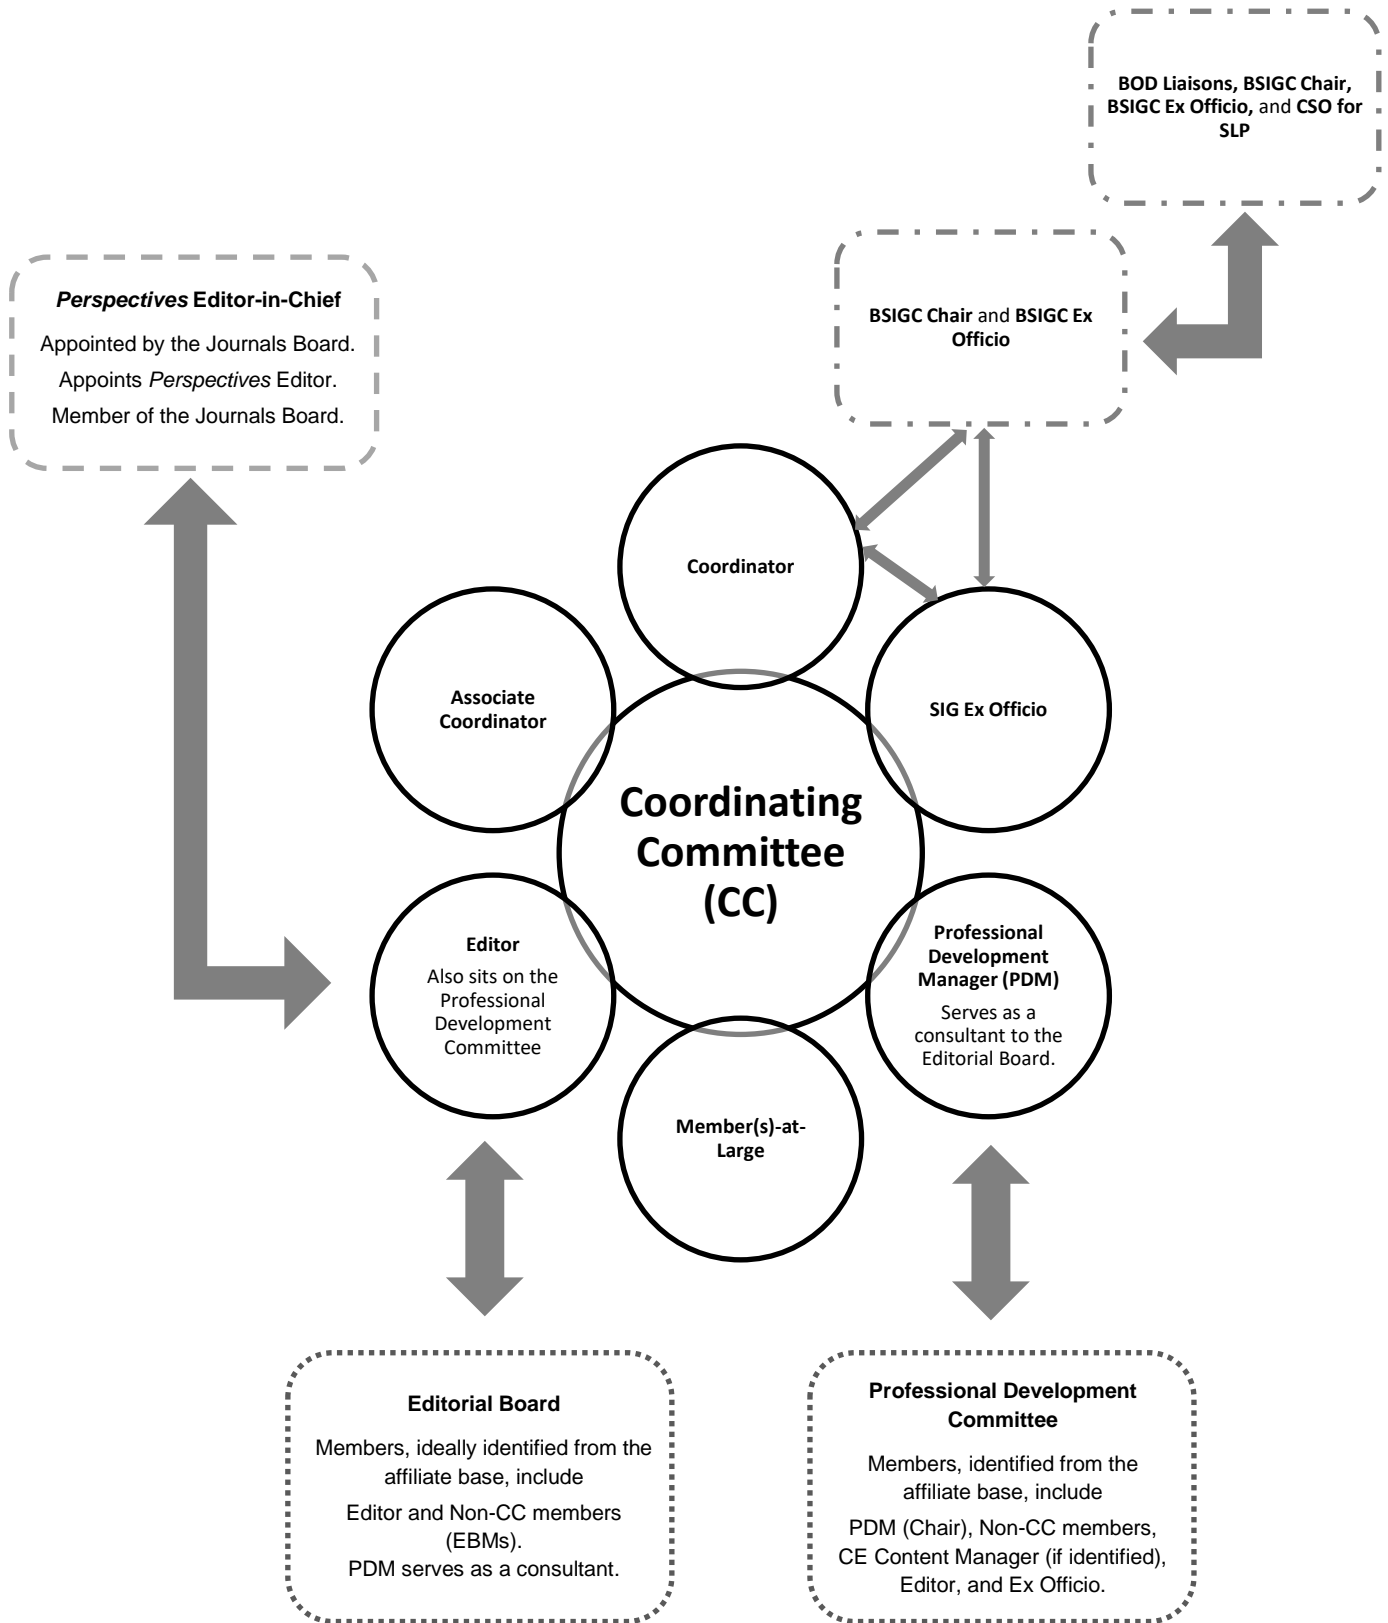 BOD Liaisons, BSIGC Chair,
BSIGC Ex Officio, and CSO for
SLP
BSIGC Chair and BSIGC Ex
Officio
Perspectives Editor-in-Chief
Appointed by the Journals Board.
Appoints Perspectives Editor.
Member of the Journals Board.
Coordinator
Associate
Coordinator
SIG Ex Officio
Coordinating
Committee
(CC)
Editor
Also sits on the
Professional
Development
Committee
Professional
Development
Manager (PDM)
Serves as a
consultant to the
Editorial Board.
Member(s)-at-
Large
Editorial Board
Members, ideally identified from the
affiliate base, include
Editor and Non-CC members
(EBMs).
PDM serves as a consultant.
Professional Development
Committee
Members, identified from the
affiliate base, include
PDM (Chair), Non-CC members,
CE Content Manager (if identified),
Editor, and Ex Officio.